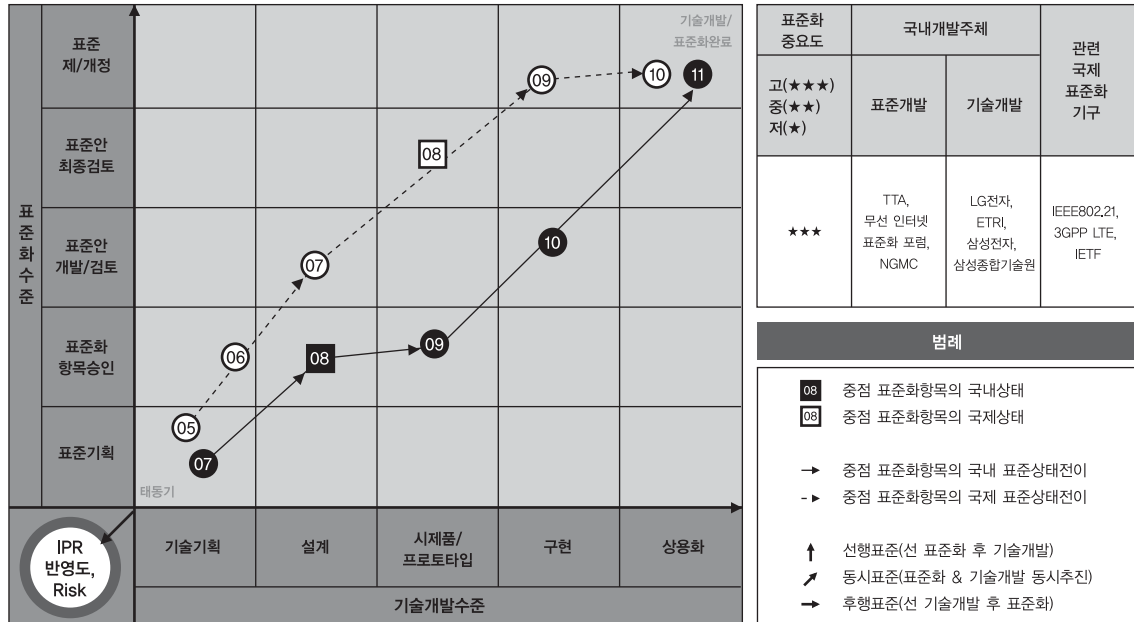 표준
제/개정
표준안
최종검토
표준안
개발/검토
표준화
항목승인
표준기획
표준화수준
기술개발/
표준화완료
09
10
11
08
07
10
06
08
09
05
07
태동기
IPR
반영도,
Risk
기술기획
설계
시제품/
프로토타입
구현
상용화
기술개발수준
표준화
중요도
국내개발주체
관련
국제
표준화
기구
고(★★★)
중(★★)
저(★)
표준개발
기술개발
★★★
TTA,
무선 인터넷
표준화 포럼,
NGMC
LG전자,
ETRI,
삼성전자,
삼성종합기술원
IEEE802.21,
3GPP LTE,
IETF
범례
08 중점 표준화항목의 국내상태
08 중점 표준화항목의 국제상태
→ 중점 표준화항목의 국내 표준상태전이
-▸ 중점 표준화항목의 국제 표준상태전이
↑ 선행표준(선 표준화 후 기술개발)
↗ 동시표준(표준화 & 기술개발 동시추진)
→ 후행표준(선 기술개발 후 표준화)